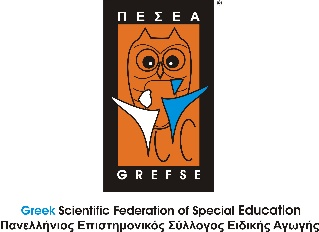 ΠΕΣΕΑ
GREFSE
Greek Scientific Federation of Special Education
Πανελλήνιος Επιστημονικός Σύλλογος Ειδικής Αγωγής